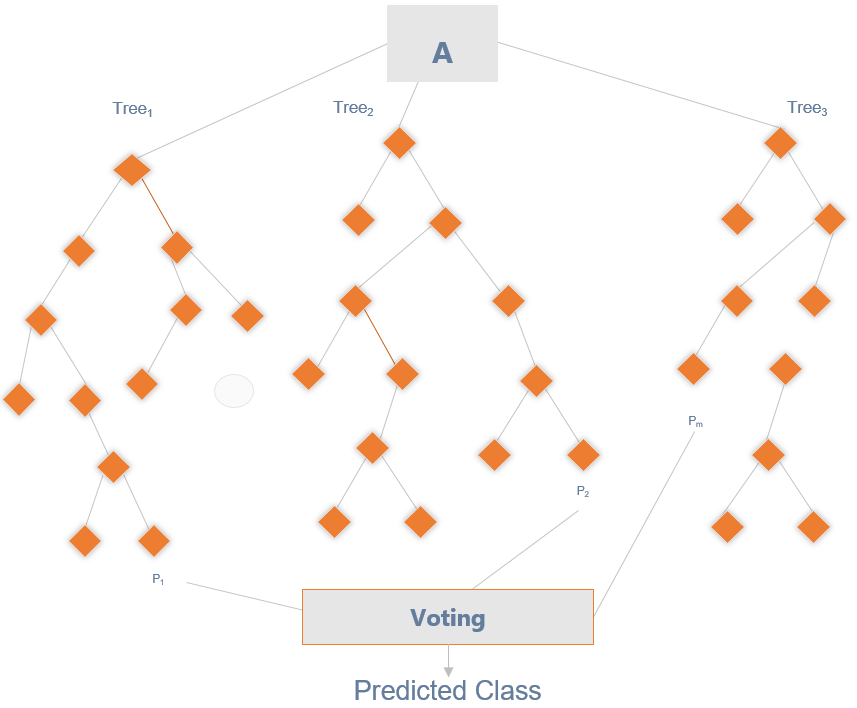 A
Tree₁
Tree₂
Tree₃
Pₘ
P₂
P₁
Voting
Predicted Class